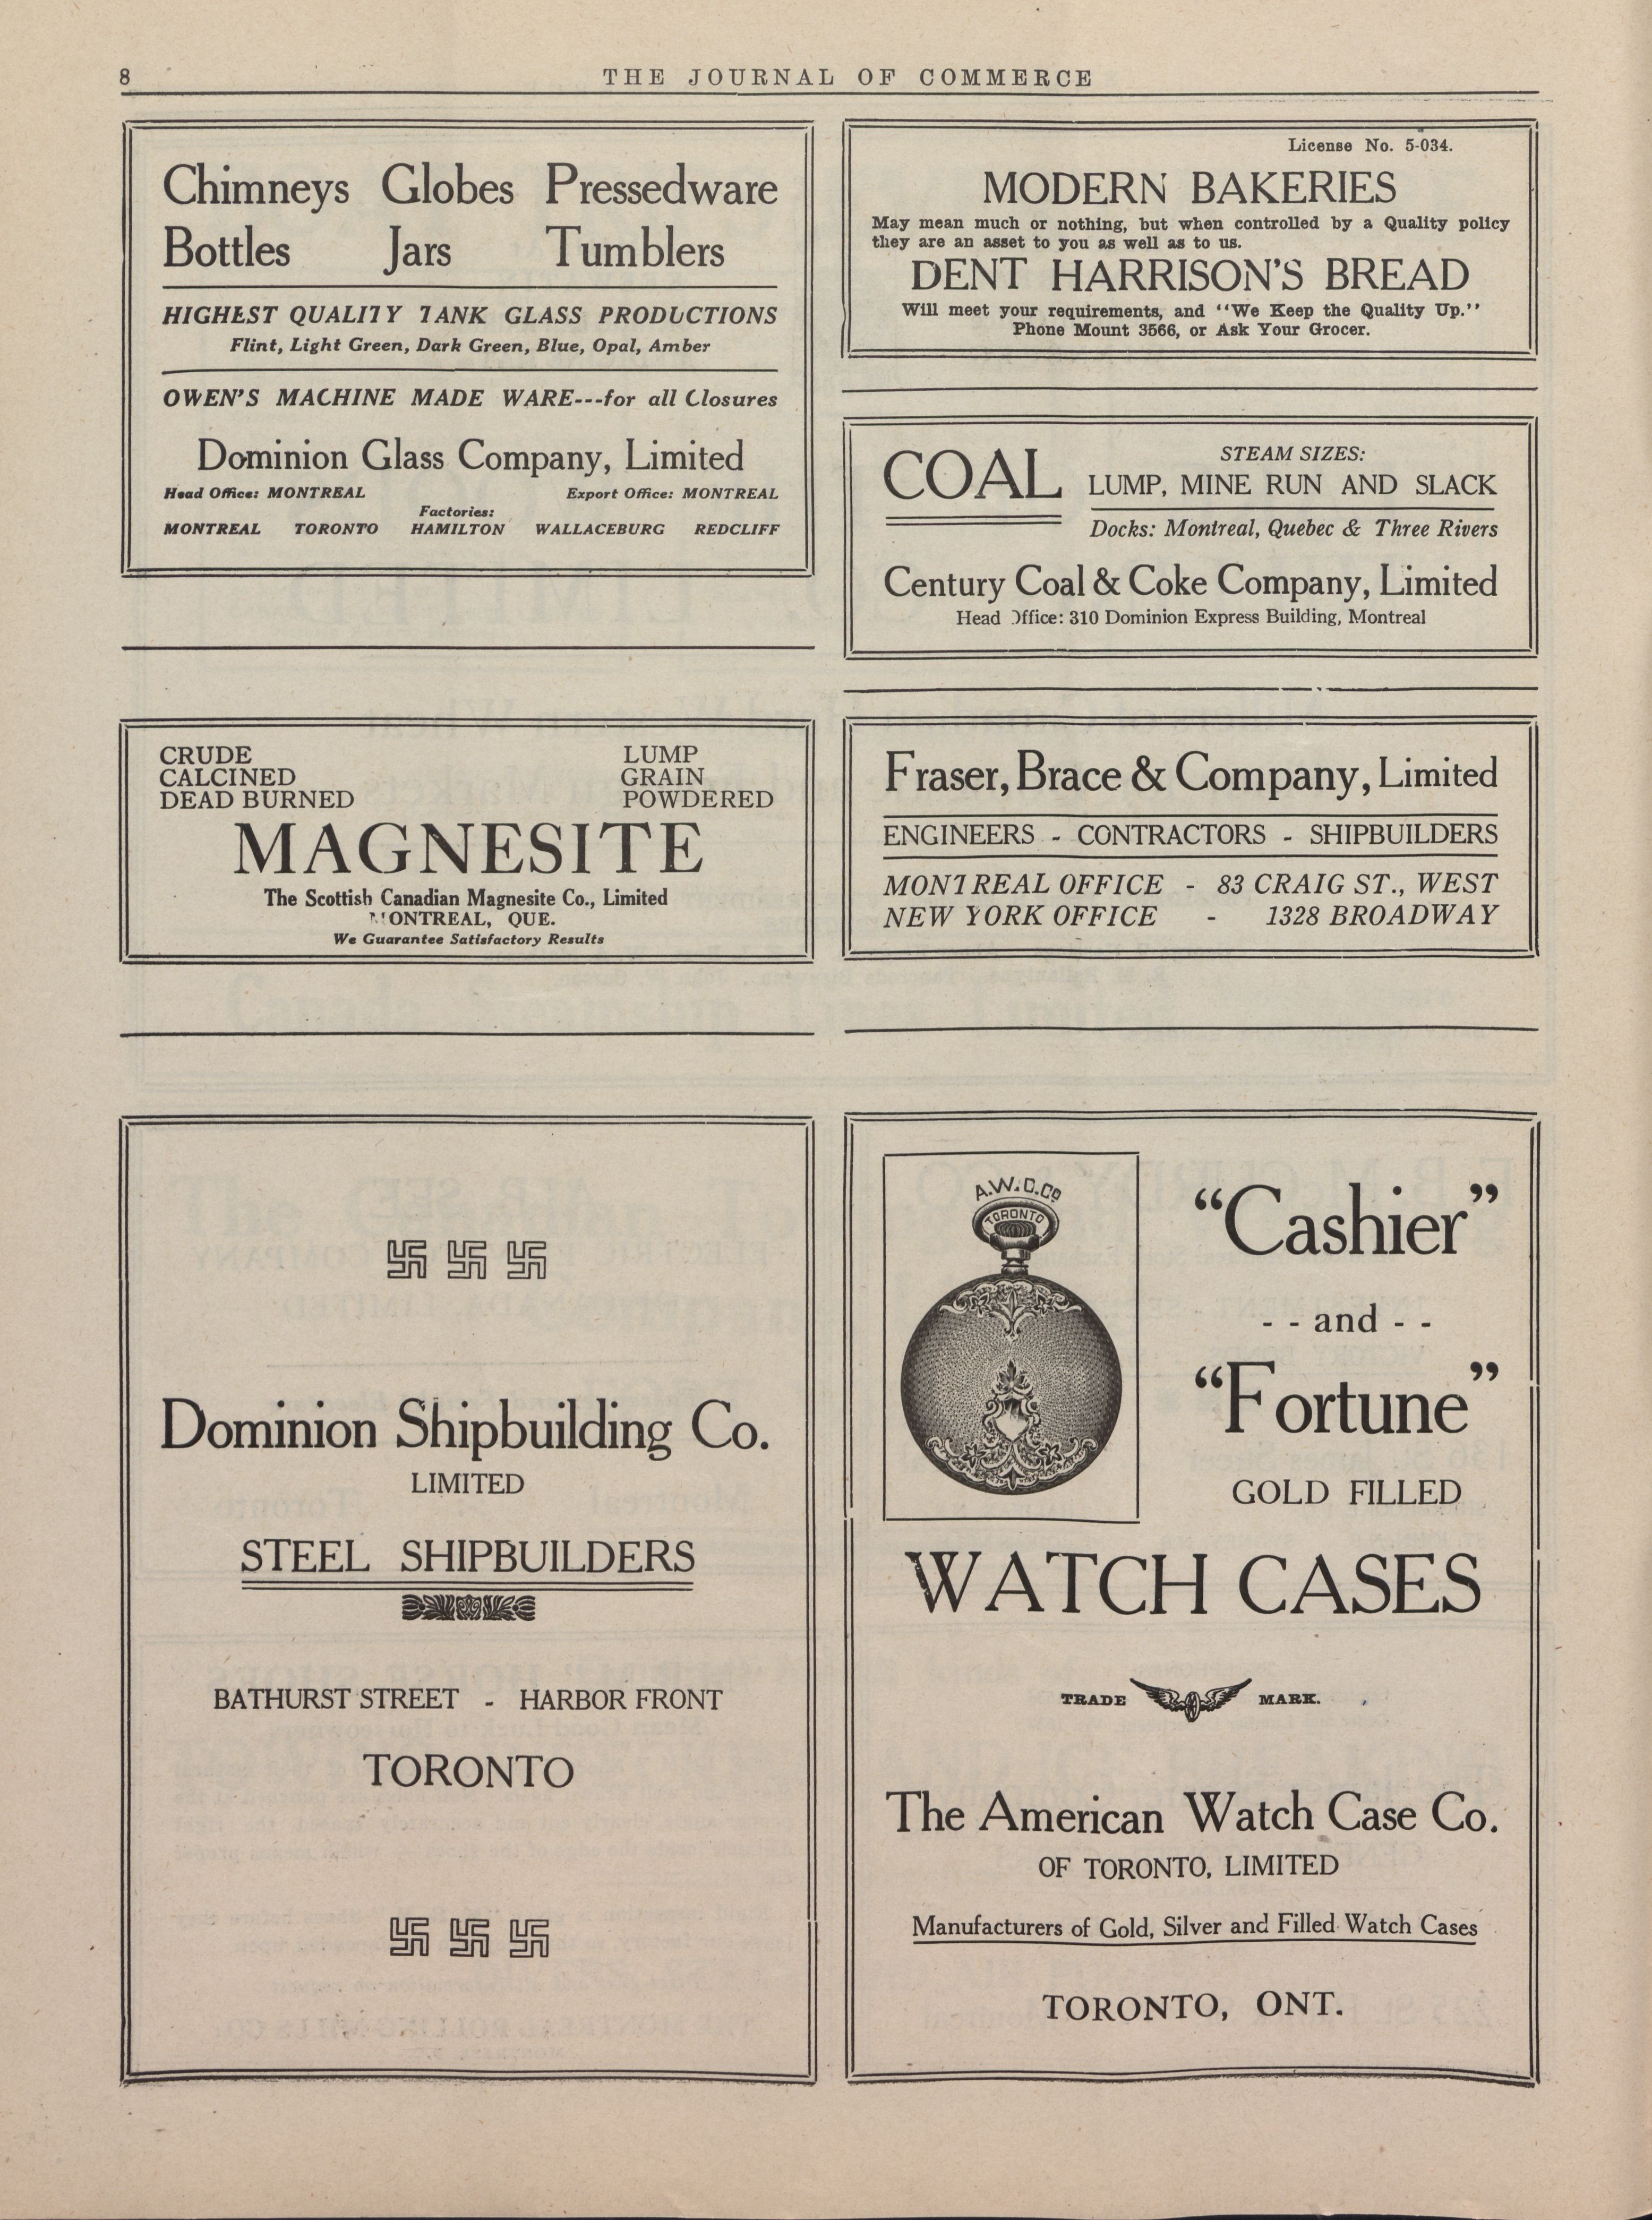 8
THE JOURNAL OF COMMERCE
Chimneys Globes Pressedware
Bottles Jars Tumblers
HIGHEST QUALITY TANK GLASS PRODUCTIONS
Flint, Light Green, Dark Green, Blue, Opal, Amber
OWEN'S MACHINE MADE WARE---for all Closures
Dominion Glass Company, Limited
Head Office: MONTREAL Export Office: MONTREAL
Factories:
MONTREAL TORONTO HAMILTON WALLACEBURG REDCLIFF
CRUDE LUMP
CALCINED GRAIN
DEAD BURNED POWDERED
MAGNESITE
The Scottish Canadian Magnesite Co., Limited
MONTREAL, QUE.
We Guarantee Satisfactory Results
Dominion Shipbuilding Co.
LIMITED
STEEL SHIPBUILDERS
BATHURST STREET - HARBOR FRONT
TORONTO
License No. 5-034.
MODERN BAKERIES
May mean much or nothing, but when controlled by a Quality policy
they are an asset to you as well as to us.
DENT HARRISON'S BREAD
Will meet your requirements, and "We Keep the Quality Up."
Phone Mount 3566, or Ask Your Grocer.
COAL
STEAM SIZES:
LUMP, MINE RUN AND SLACK
Docks: Montreal, Quebec & Three Rivers
Century Coal & Coke Company, Limited
Head Office: 310 Dominion Express Building, Montreal
Fraser, Brace & Company, Limited
ENGINEERS - CONTRACTORS - SHIPBUILDERS
MONTREAL OFFICE - 83 CRAIG ST., WEST
NEW YORK OFFICE - 1328 BROADWAY
A.W.C.Co
TORONTO
"Cashier"
- - and - -
"Fortune"
GOLD FILLED
WATCH CASES
TRADE MARK.
The American Watch Case Co.
OF TORONTO, LIMITED
Manufacturers of Gold, Silver and Filled Watch Cases
TORONTO, ONT.